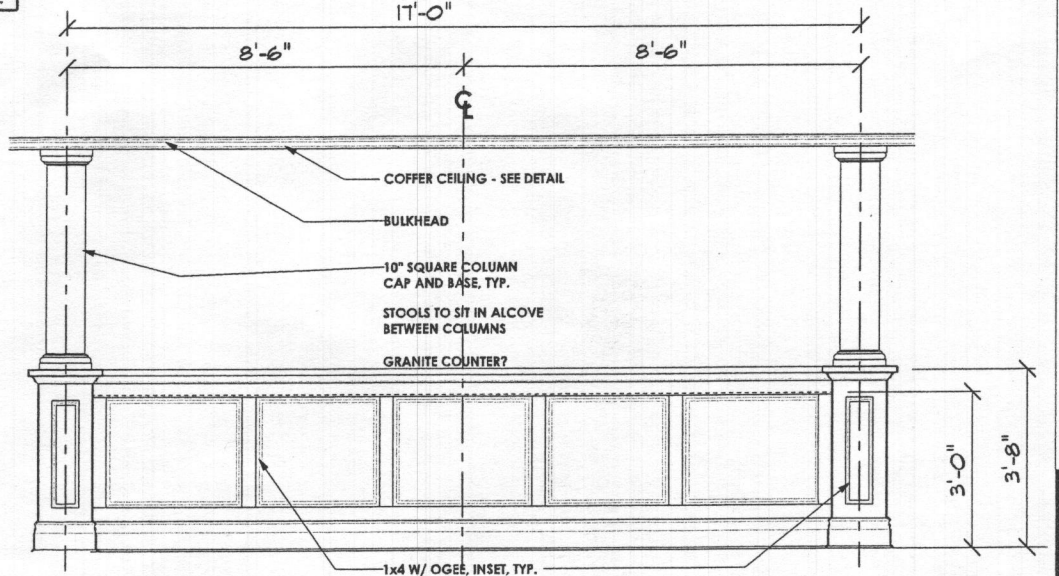 17'-0"
8'-6"
8'-6"
CL
COFFER CEILING - SEE DETAIL
BULKHEAD
10" SQUARE COLUMN
CAP AND BASE, TYP.
STOOLS TO SIT IN ALCOVE
BETWEEN COLUMNS
GRANITE COUNTER?
3'-0"
3'-8"
1x4 W/ OGEE, INSET, TYP.